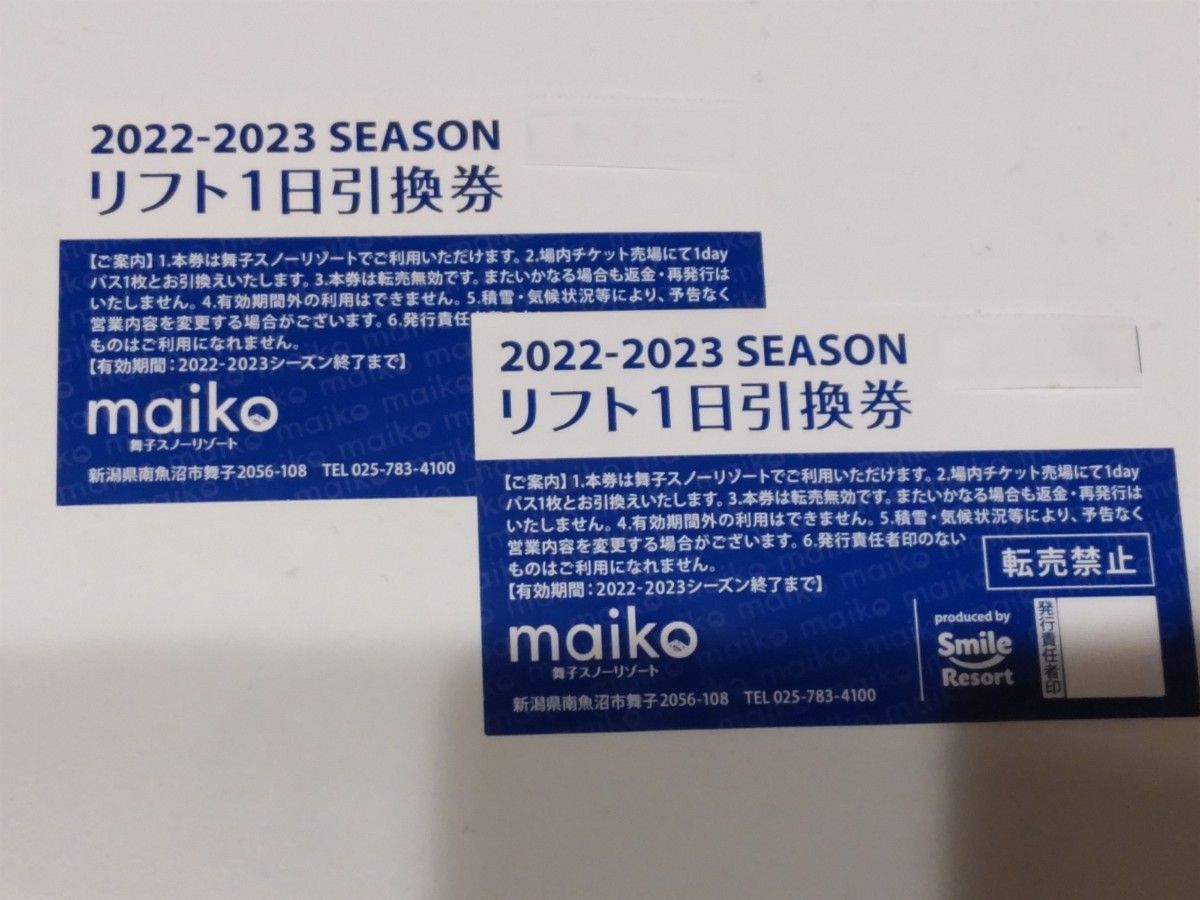 2022-2023 SEASON
リフト1日引換券
【ご案内】1.本券は舞子スノーリゾートでご利用いただけます。2.場内チケット売場にて1day
パス1枚とお引換えいたします。3.本券は転売無効です。またいかなる場合も返金・再発行は
いたしません。4.有効期間外の利用はできません。5.積雪・気候状況等により、予告なく
営業内容を変更する場合がございます。6.発行責任
ものはご利用になれません。
【有効期間:2022-2023シーズン終了まで】
maiko
舞子スノーリゾート
新潟県南魚沼市舞子2056-108 TEL 025-783-4100
2022-2023 SEASON
リフト1日引換券
【ご案内】1.本券は舞子スノーリゾートでご利用いただけます。2.場内チケット売場にて1day
パス1枚とお引換えいたします。3.本券は転売無効です。またいかなる場合も返金・再発行は
いたしません。4.有効期間外の利用はできません。5.積雪・気候状況等により、予告なく
営業内容を変更する場合がございます。6.発行責任者印のない
ものはご利用になれません。
【有効期間:2022-2023シーズン終了まで】
転売禁止
maiko
舞子スノーリゾート
新潟県南魚沼市舞子2056-108 TEL 025-783-4100
produced by
Smile
Resort
発行責任者印